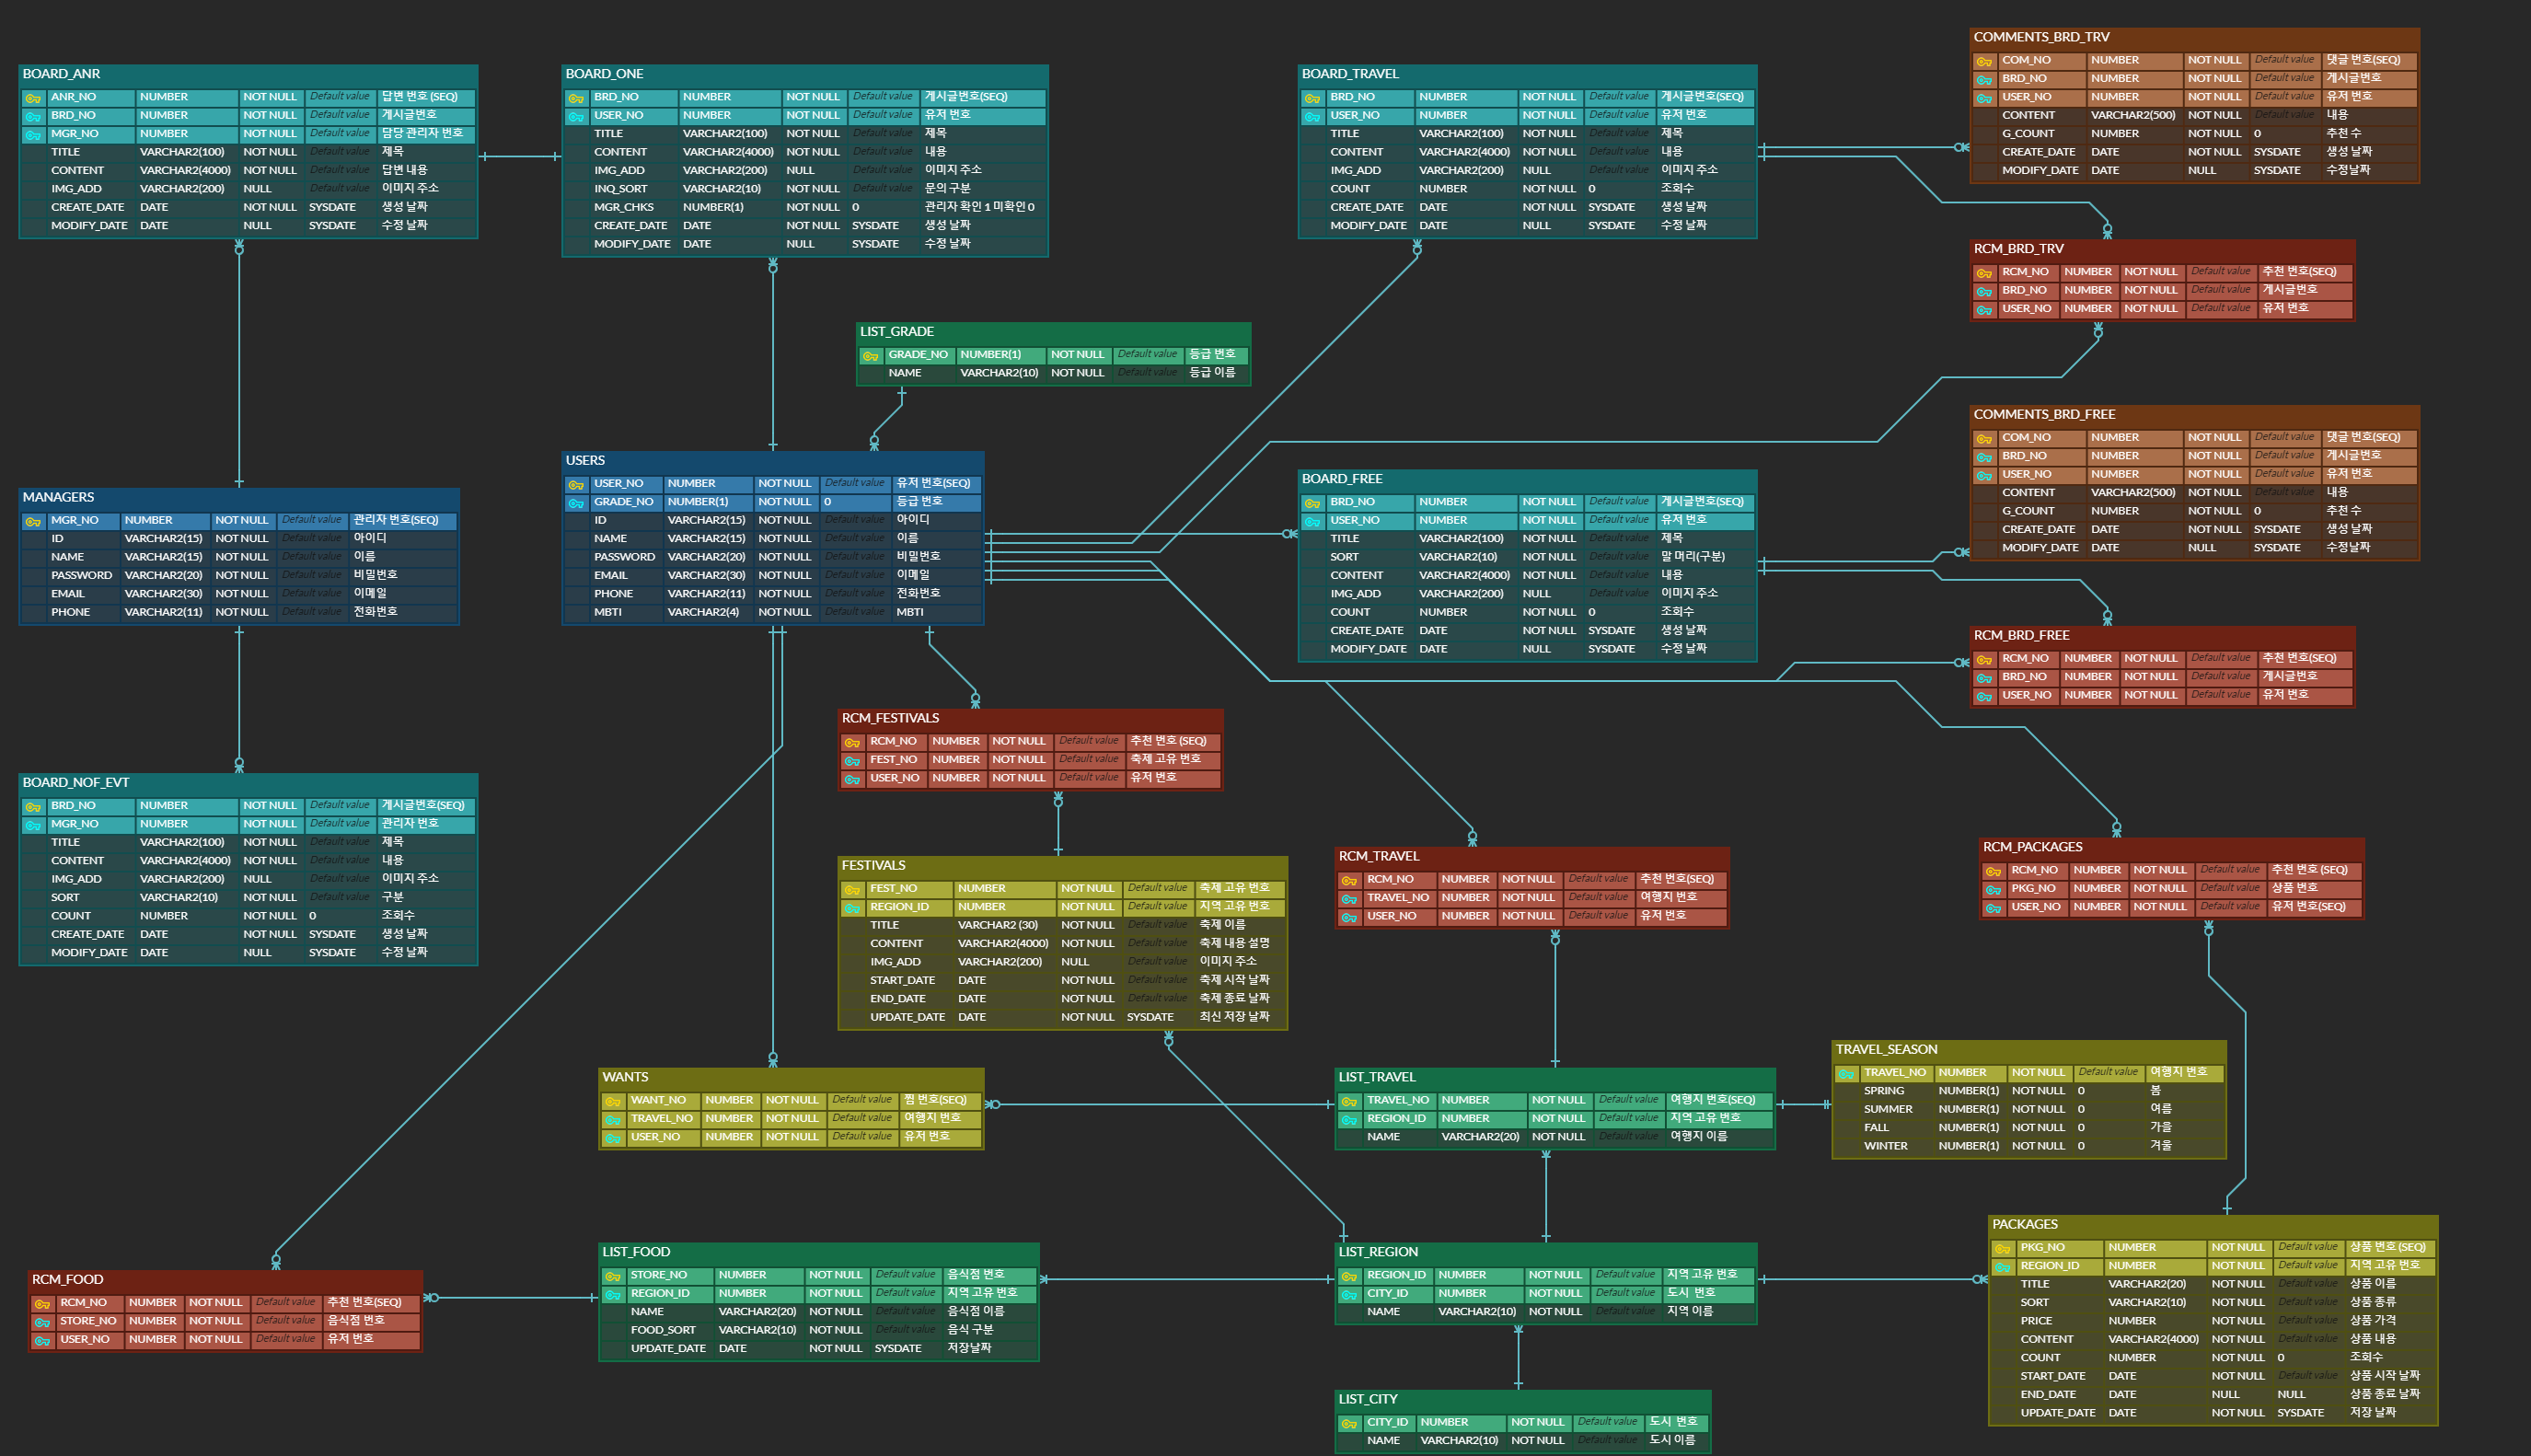 BOARD_ANR
ANR_NO NUMBER NOT NULL Default value 답변 번호 (SEQ)
BRD_NO NUMBER NOT NULL Default value 게시글번호
MGR_NO NUMBER NOT NULL Default value 담당 관리자 번호
TITLE VARCHAR2(100) NOT NULL Default value 제목
CONTENT VARCHAR2(4000) NOT NULL Default value 답변 내용
IMG_ADD VARCHAR2(200) NULL Default value 이미지 주소
CREATE_DATE DATE NOT NULL SYSDATE 생성 날짜
MODIFY_DATE DATE NULL SYSDATE 수정 날짜
BOARD_ONE
BRD_NO NUMBER NOT NULL Default value 게시글번호(SEQ)
USER_NO NUMBER NOT NULL Default value 유저 번호
TITLE VARCHAR2(100) NOT NULL Default value 제목
CONTENT VARCHAR2(4000) NOT NULL Default value 내용
IMG_ADD VARCHAR2(200) NULL Default value 이미지 주소
INQ_SORT VARCHAR2(10) NOT NULL Default value 문의 구분
MGR_CHKS NUMBER(1) NOT NULL 0 관리자 확인 1 미확인 0
CREATE_DATE DATE NOT NULL SYSDATE 생성 날짜
MODIFY_DATE DATE NULL SYSDATE 수정 날짜
BOARD_TRAVEL
BRD_NO NUMBER NOT NULL Default value 게시글번호(SEQ)
USER_NO NUMBER NOT NULL Default value 유저 번호
TITLE VARCHAR2(100) NOT NULL Default value 제목
CONTENT VARCHAR2(4000) NOT NULL Default value 내용
IMG_ADD VARCHAR2(200) NULL Default value 이미지 주소
COUNT NUMBER NOT NULL 0 조회수
CREATE_DATE DATE NOT NULL SYSDATE 생성 날짜
MODIFY_DATE DATE NULL SYSDATE 수정 날짜
COMMENTS_BRD_TRV
COM_NO NUMBER NOT NULL Default value 댓글 번호(SEQ)
BRD_NO NUMBER NOT NULL Default value 게시글번호
USER_NO NUMBER NOT NULL Default value 유저 번호
CONTENT VARCHAR2(500) NOT NULL Default value 내용
G_COUNT NUMBER NOT NULL 0 추천 수
CREATE_DATE DATE NOT NULL SYSDATE 생성 날짜
MODIFY_DATE DATE NULL SYSDATE 수정날짜
RCM_BRD_TRV
RCM_NO NUMBER NOT NULL Default value 추천 번호(SEQ)
BRD_NO NUMBER NOT NULL Default value 게시글번호
USER_NO NUMBER NOT NULL Default value 유저 번호
LIST_GRADE
GRADE_NO NUMBER(1) NOT NULL Default value 등급 번호
NAME VARCHAR2(10) NOT NULL Default value 등급 이름
COMMENTS_BRD_FREE
COM_NO NUMBER NOT NULL Default value 댓글 번호(SEQ)
BRD_NO NUMBER NOT NULL Default value 게시글번호
USER_NO NUMBER NOT NULL Default value 유저 번호
CONTENT VARCHAR2(500) NOT NULL Default value 내용
G_COUNT NUMBER NOT NULL 0 추천 수
CREATE_DATE DATE NOT NULL SYSDATE 생성 날짜
MODIFY_DATE DATE NULL SYSDATE 수정날짜
MANAGERS
MGR_NO NUMBER NOT NULL Default value 관리자 번호(SEQ)
ID VARCHAR2(15) NOT NULL Default value 아이디
NAME VARCHAR2(15) NOT NULL Default value 이름
PASSWORD VARCHAR2(20) NOT NULL Default value 비밀번호
EMAIL VARCHAR2(30) NOT NULL Default value 이메일
PHONE VARCHAR2(11) NOT NULL Default value 전화번호
USERS
USER_NO NUMBER NOT NULL Default value 유저 번호(SEQ)
GRADE_NO NUMBER(1) NOT NULL 0 등급 번호
ID VARCHAR2(15) NOT NULL Default value 아이디
NAME VARCHAR2(15) NOT NULL Default value 이름
PASSWORD VARCHAR2(20) NOT NULL Default value 비밀번호
EMAIL VARCHAR2(30) NOT NULL Default value 이메일
PHONE VARCHAR2(11) NOT NULL Default value 전화번호
MBTI VARCHAR2(4) NOT NULL Default value MBTI
BOARD_FREE
BRD_NO NUMBER NOT NULL Default value 게시글번호(SEQ)
USER_NO NUMBER NOT NULL Default value 유저 번호
TITLE VARCHAR2(100) NOT NULL Default value 제목
SORT VARCHAR2(10) NOT NULL Default value 말 머리(구분)
CONTENT VARCHAR2(4000) NOT NULL Default value 내용
IMG_ADD VARCHAR2(200) NULL Default value 이미지 주소
COUNT NUMBER NOT NULL 0 조회수
CREATE_DATE DATE NOT NULL SYSDATE 생성 날짜
MODIFY_DATE DATE NULL SYSDATE 수정 날짜
RCM_BRD_FREE
RCM_NO NUMBER NOT NULL Default value 추천 번호(SEQ)
BRD_NO NUMBER NOT NULL Default value 게시글번호
USER_NO NUMBER NOT NULL Default value 유저 번호
RCM_FESTIVALS
RCM_NO NUMBER NOT NULL Default value 추천 번호 (SEQ)
FEST_NO NUMBER NOT NULL Default value 축제 고유 번호
USER_NO NUMBER NOT NULL Default value 유저 번호
BOARD_NOF_EVT
BRD_NO NUMBER NOT NULL Default value 게시글번호(SEQ)
MGR_NO NUMBER NOT NULL Default value 관리자 번호
TITLE VARCHAR2(100) NOT NULL Default value 제목
CONTENT VARCHAR2(4000) NOT NULL Default value 내용
IMG_ADD VARCHAR2(200) NULL Default value 이미지 주소
SORT VARCHAR2(10) NOT NULL Default value 구분
COUNT NUMBER NOT NULL 0 조회수
CREATE_DATE DATE NOT NULL SYSDATE 생성 날짜
MODIFY_DATE DATE NULL SYSDATE 수정 날짜
FESTIVALS
FEST_NO NUMBER NOT NULL Default value 축제 고유 번호
REGION_ID NUMBER NOT NULL Default value 지역 고유 번호
TITLE VARCHAR2 (30) NOT NULL Default value 축제 이름
CONTENT VARCHAR2(4000) NOT NULL Default value 축제 내용 설명
IMG_ADD VARCHAR2(200) NULL Default value 이미지 주소
START_DATE DATE NOT NULL Default value 축제 시작 날짜
END_DATE DATE NOT NULL Default value 축제 종료 날짜
UPDATE_DATE DATE NOT NULL SYSDATE 최신 저장 날짜
RCM_TRAVEL
RCM_NO NUMBER NOT NULL Default value 추천 번호(SEQ)
TRAVEL_NO NUMBER NOT NULL Default value 여행지 번호
USER_NO NUMBER NOT NULL Default value 유저 번호
RCM_PACKAGES
RCM_NO NUMBER NOT NULL Default value 추천 번호 (SEQ)
PKG_NO NUMBER NOT NULL Default value 상품 번호
USER_NO NUMBER NOT NULL Default value 유저 번호(SEQ)
WANTS
WANT_NO NUMBER NOT NULL Default value 찜 번호(SEQ)
TRAVEL_NO NUMBER NOT NULL Default value 여행지 번호
USER_NO NUMBER NOT NULL Default value 유저 번호
LIST_TRAVEL
TRAVEL_NO NUMBER NOT NULL Default value 여행지 번호(SEQ)
REGION_ID NUMBER NOT NULL Default value 지역 고유 번호
NAME VARCHAR2(20) NOT NULL Default value 여행지 이름
TRAVEL_SEASON
TRAVEL_NO NUMBER NOT NULL Default value 여행지 번호
SPRING NUMBER(1) NOT NULL 0 봄
SUMMER NUMBER(1) NOT NULL 0 여름
FALL NUMBER(1) NOT NULL 0 가을
WINTER NUMBER(1) NOT NULL 0 겨울
RCM_FOOD
RCM_NO NUMBER NOT NULL Default value 추천 번호(SEQ)
STORE_NO NUMBER NOT NULL Default value 음식점 번호
USER_NO NUMBER NOT NULL Default value 유저 번호
LIST_FOOD
STORE_NO NUMBER NOT NULL Default value 음식점 번호
REGION_ID NUMBER NOT NULL Default value 지역 고유 번호
NAME VARCHAR2(20) NOT NULL Default value 음식점 이름
FOOD_SORT VARCHAR2(10) NOT NULL Default value 음식 구분
UPDATE_DATE DATE NOT NULL SYSDATE 저장날짜
LIST_REGION
REGION_ID NUMBER NOT NULL Default value 지역 고유 번호
CITY_ID NUMBER NOT NULL Default value 도시 번호
NAME VARCHAR2(10) NOT NULL Default value 지역 이름
PACKAGES
PKG_NO NUMBER NOT NULL Default value 상품 번호 (SEQ)
REGION_ID NUMBER NOT NULL Default value 지역 고유 번호
TITLE VARCHAR2(20) NOT NULL Default value 상품 이름
SORT VARCHAR2(10) NOT NULL Default value 상품 종류
PRICE NUMBER NOT NULL Default value 상품 가격
CONTENT VARCHAR2(4000) NOT NULL Default value 상품 내용
COUNT NUMBER NOT NULL 0 조회수
START_DATE DATE NOT NULL Default value 상품 시작 날짜
END_DATE DATE NULL NULL 상품 종료 날짜
UPDATE_DATE DATE NOT NULL SYSDATE 저장 날짜
LIST_CITY
CITY_ID NUMBER NOT NULL Default value 도시 번호
NAME VARCHAR2(10) NOT NULL Default value 도시 이름